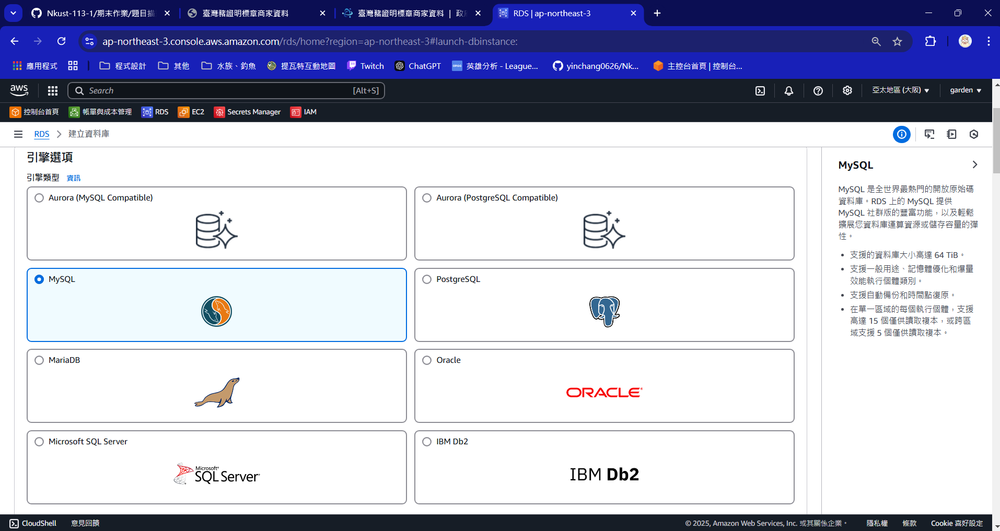 Nkust-113-1/期末作業/題目描
臺灣豬證明標章商家資料
臺灣豬證明標章商家資料 | 政
RDS | ap-northeast-3
ap-northeast-3.console.aws.amazon.com/rds/home?region=ap-northeast-3#launch-dbinstance:
應用程式
程式設計
其他
水族、釣魚
提瓦特互動地圖
Twitch
ChatGPT
OPGG
英雄分析 - League...
yinchang0626/Nk...
主控台首頁 | 控制台...
aws
Search
[Alt+S]
亞太地區 (大阪)
garden
控制台首頁
帳單與成本管理
RDS
EC2
Secrets Manager
IAM
RDS
建立資料庫
引擎選項
引擎類型 資訊
Aurora (MySQL Compatible)
Aurora (PostgreSQL Compatible)
MySQL
PostgreSQL
MariaDB
Oracle
ORACLE
Microsoft SQL Server
Microsoft®
SQL Server®
IBM Db2
IBM Db2
MySQL
MySQL 是全世界最熱門的開放原始碼
資料庫。RDS 上的 MySQL 提供
MySQL 社群版的豐富功能，以及輕鬆
擴展您資料庫運算資源或儲存容量的彈
性。
• 支援的資料庫大小高達 64 TiB。
• 支援一般用途、記憶體優化和爆量
效能執行個體類別。
• 支援自動備份和時間點復原。
• 在單一區域的每個執行個體，支援
高達 15 個僅供讀取複本，或跨區
域支援 5 個僅供讀取複本。
CloudShell
意見回饋
© 2025, Amazon Web Services, Inc. 或其關係企業。
隱私權
條款
Cookie 喜好設定